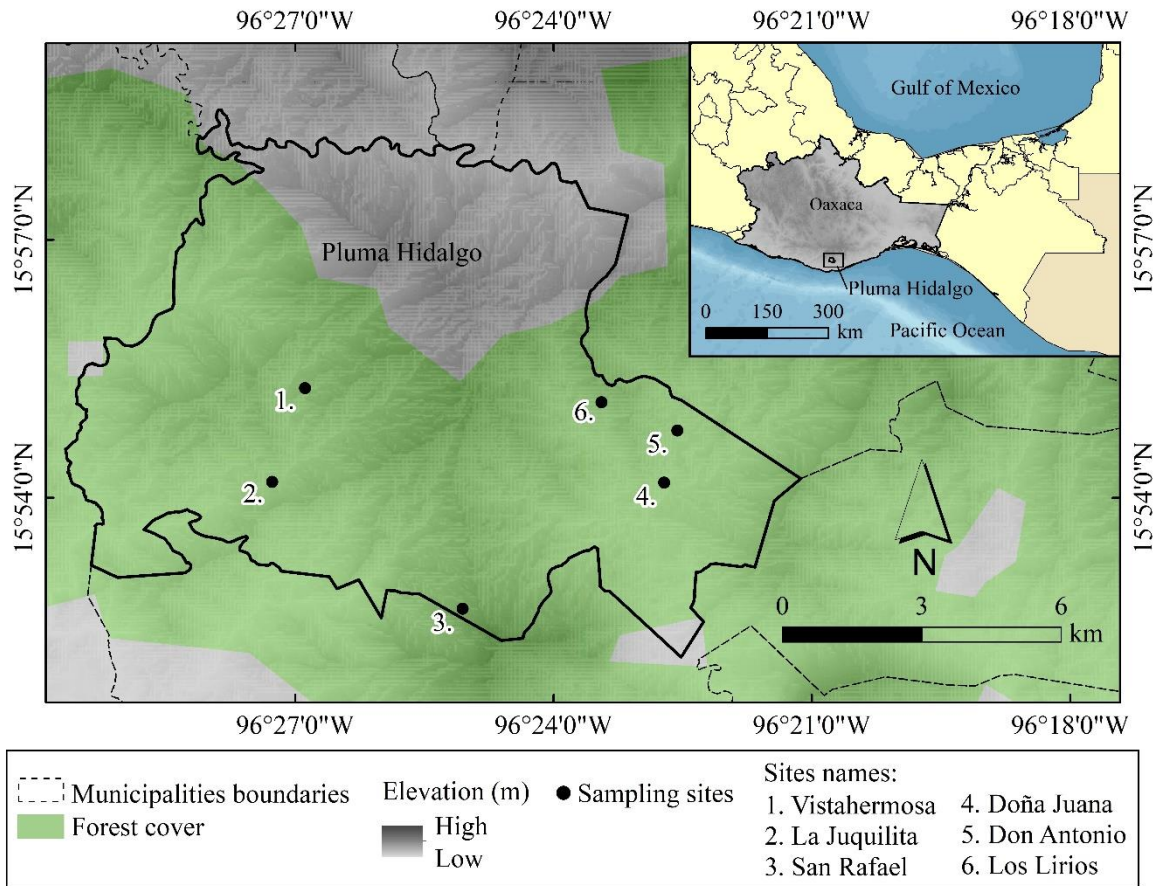 96°27'0"W 96°24'0"W 96°21'0"W 96°18'0"W
15°57'0"N
15°54'0"N
Pluma Hidalgo
1.
2.
3.
4.
5.
6.
Gulf of Mexico
Oaxaca
Pluma Hidalgo
0 150 300
km
Pacific Ocean
15°57'0"N
15°54'0"N
N
0 3 6
km
96°27'0"W 96°24'0"W 96°21'0"W 96°18'0"W
Municipalities boundaries
Forest cover
Elevation (m)
High
Low
Sampling sites
Sites names:
1. Vistahermosa
2. La Juquilita
3. San Rafael
4. Doña Juana
5. Don Antonio
6. Los Lirios